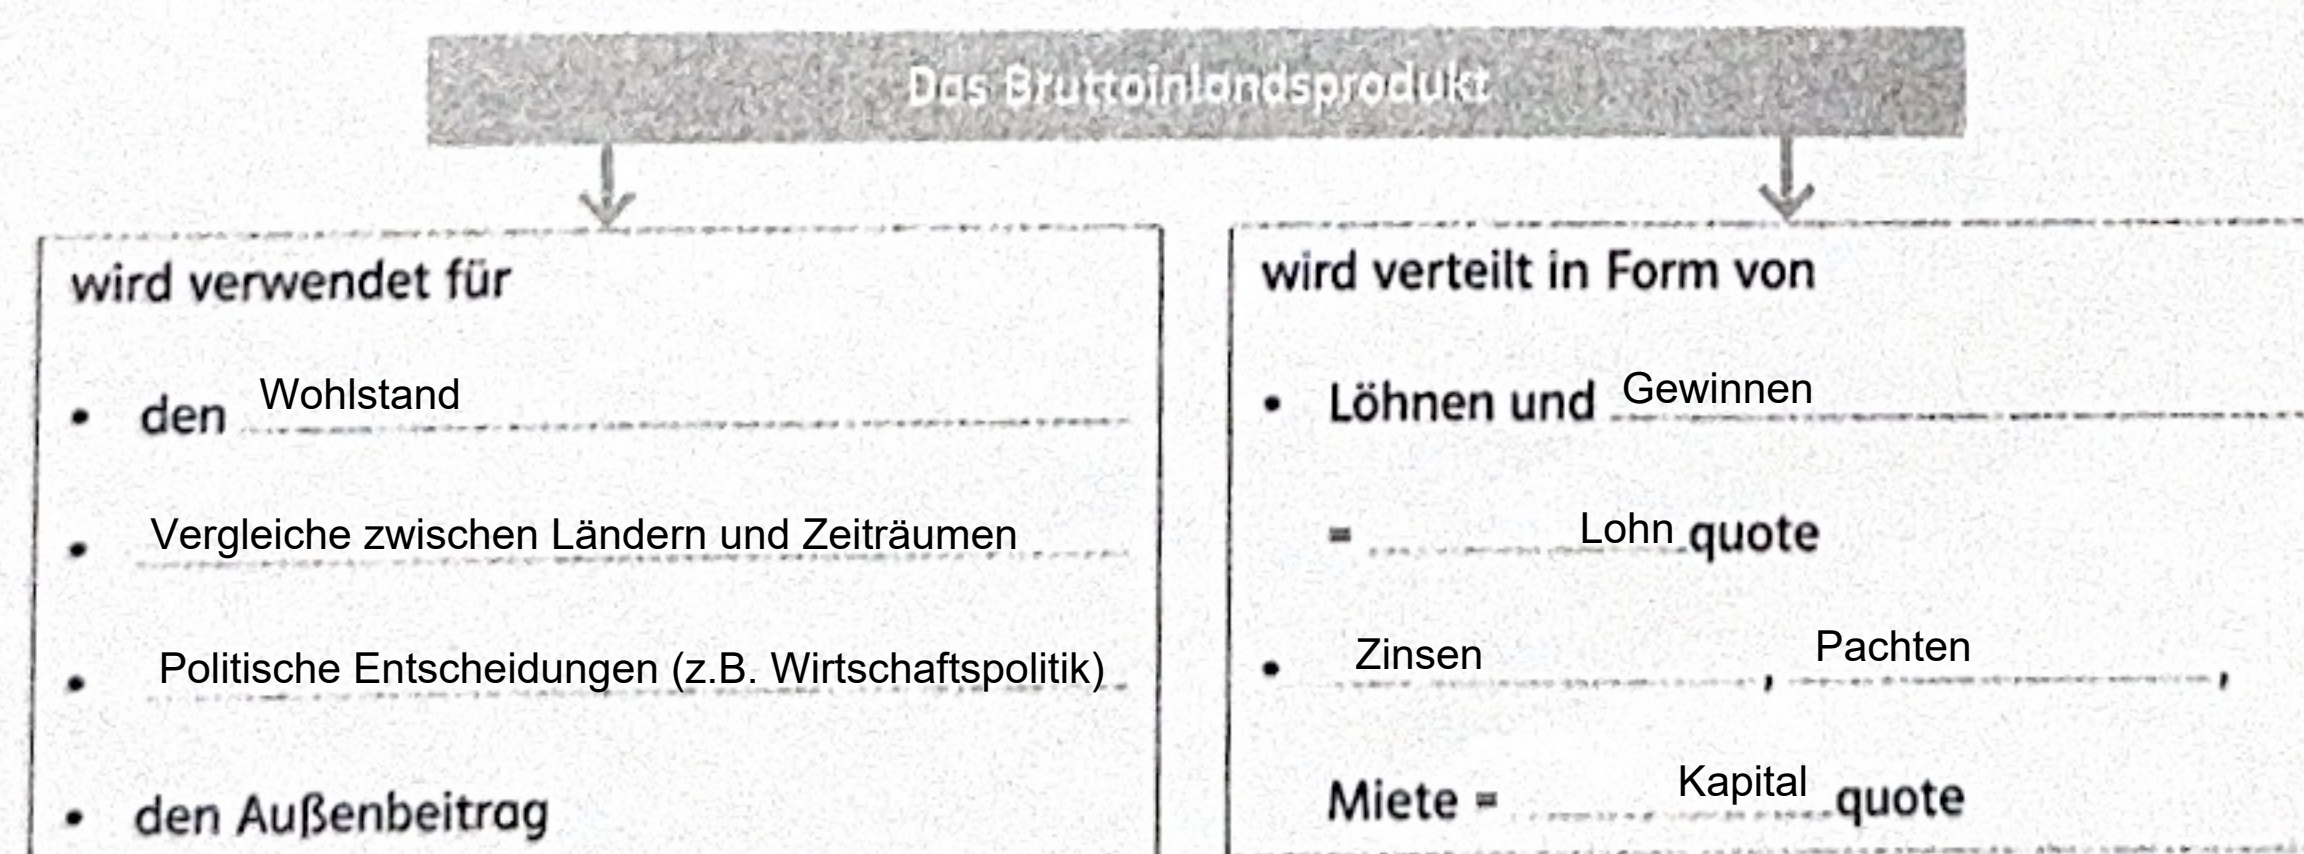 Das Bruttoinlandsprodukt
wird verwendet für
• den Wohlstand
• Vergleiche zwischen Ländern und Zeiträumen
• Politische Entscheidungen (z.B. Wirtschaftspolitik)
• den Außenbeitrag
wird verteilt in Form von
• Löhnen und Gewinnen
= Lohn quote
• Zinsen, Pachten,
Miete = Kapital quote